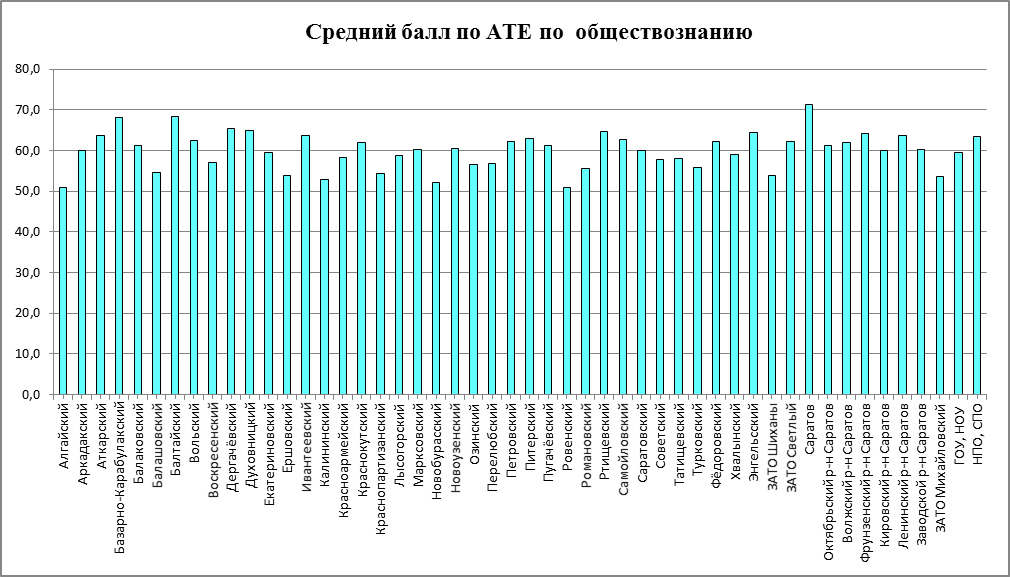 Средний балл по АТЕ по обществознанию
80,0
70,0
60,0
50,0
40,0
30,0
20,0
10,0
0,0
Алгайский
Аркадакский
Аткарский
Базарно-Карабулакский
Балаковский
Балашовский
Балтайский
Вольский
Воскресенский
Дергачёвский
Духовницкий
Екатериновский
Ершовский
Ивантеевский
Калининский
Красноармейский
Краснокутский
Краснопартизанский
Лысогорский
Марксовский
Новобурасский
Новоузенский
Озинский
Перелюбский
Петровский
Питерский
Пугачёвский
Ровенский
Романовский
Ртищевский
Самойловский
Саратовский
Советский
Татищевский
Турковский
Фёдоровский
Хвалынский
Энгельсский
ЗАТО Шиханы
ЗАТО Светлый
Саратов
Октябрьский р-н Саратов
Волжский р-н Саратов
Фрунзенский р-н Саратов
Кировский р-н Саратов
Ленинский р-н Саратов
Заводской р-н Саратов
ЗАТО Михайловский
ГОУ, НОУ
НПО, СПО